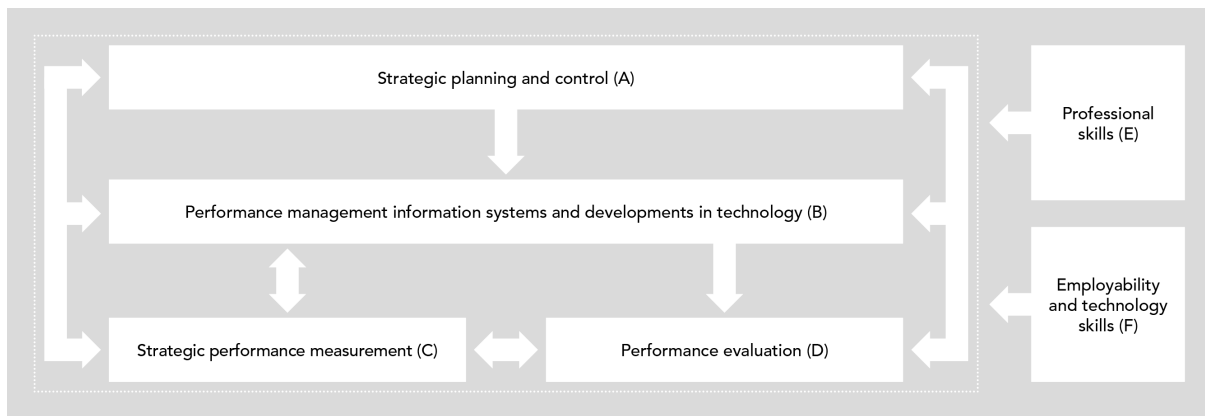 Strategic planning and control (A)
Professional
skills (E)
Performance management information systems and developments in technology (B)
Employability
and technology
skills (F)
Strategic performance measurement (C)
Performance evaluation (D)